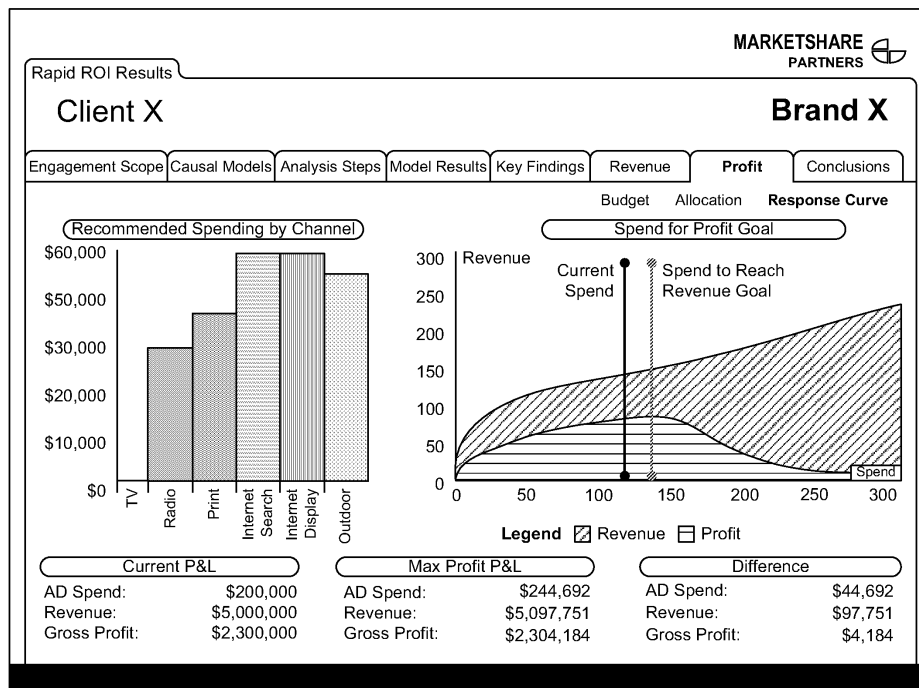 MARKETSHARE
PARTNERS
Rapid ROI Results
Client X
Brand X
Engagement Scope
Causal Models
Analysis Steps
Model Results
Key Findings
Revenue
Profit
Conclusions
Budget
Allocation
Response Curve
Recommended Spending by Channel
$60,000
$50,000
$30,000
$20,000
$10,000
$0
TV
Radio
Print
Internet
Search
Internet
Display
Outdoor
Spend for Profit Goal
Revenue
300
250
200
150
100
50
0
Current
Spend
Spend to Reach
Revenue Goal
Spend
0
50
100
150
200
250
300
Legend
Revenue
Profit
Current P&L
AD Spend: $200,000
Revenue: $5,000,000
Gross Profit: $2,300,000
Max Profit P&L
AD Spend: $244,692
Revenue: $5,097,751
Gross Profit: $2,304,184
Difference
AD Spend: $44,692
Revenue: $97,751
Gross Profit: $4,184